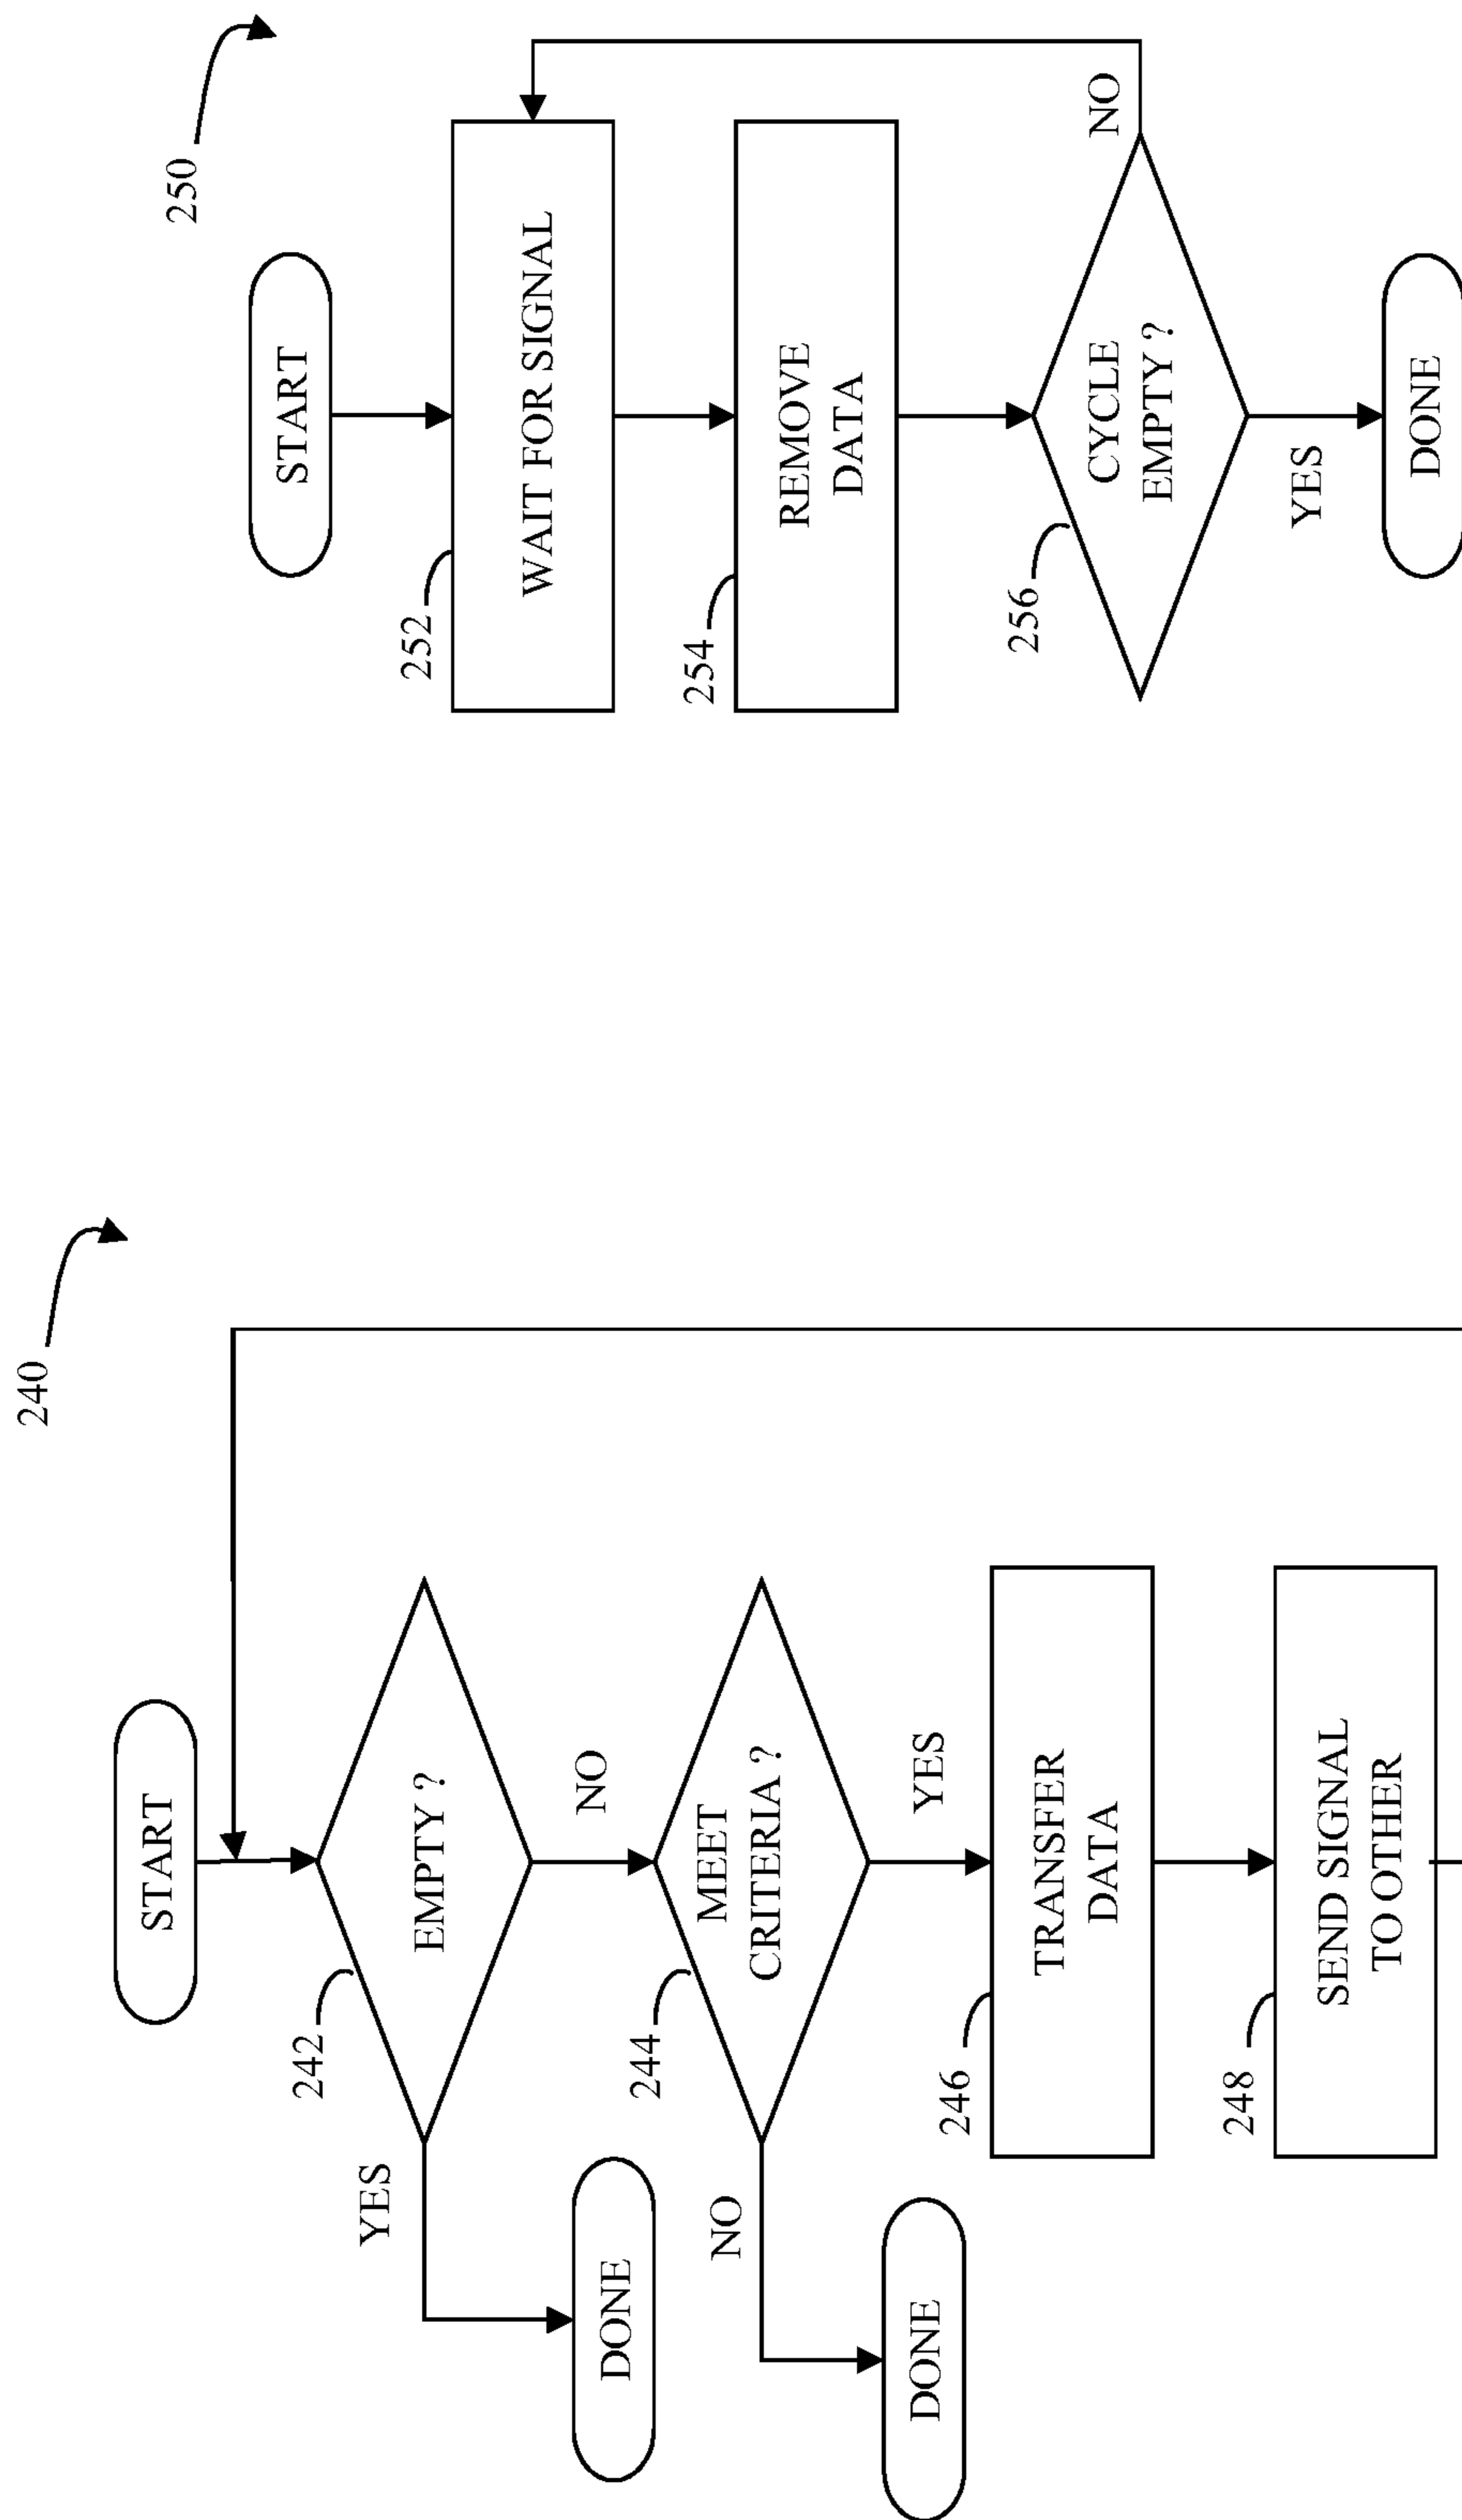 240
START
242
EMPTY ?
YES
DONE
NO
244
MEET
CRITERIA ?
NO
DONE
YES
246
TRANSFER
DATA
248
SEND SIGNAL
TO OTHER
250
START
252
WAIT FOR SIGNAL
254
REMOVE
DATA
256
CYCLE
EMPTY ?
NO
YES
DONE